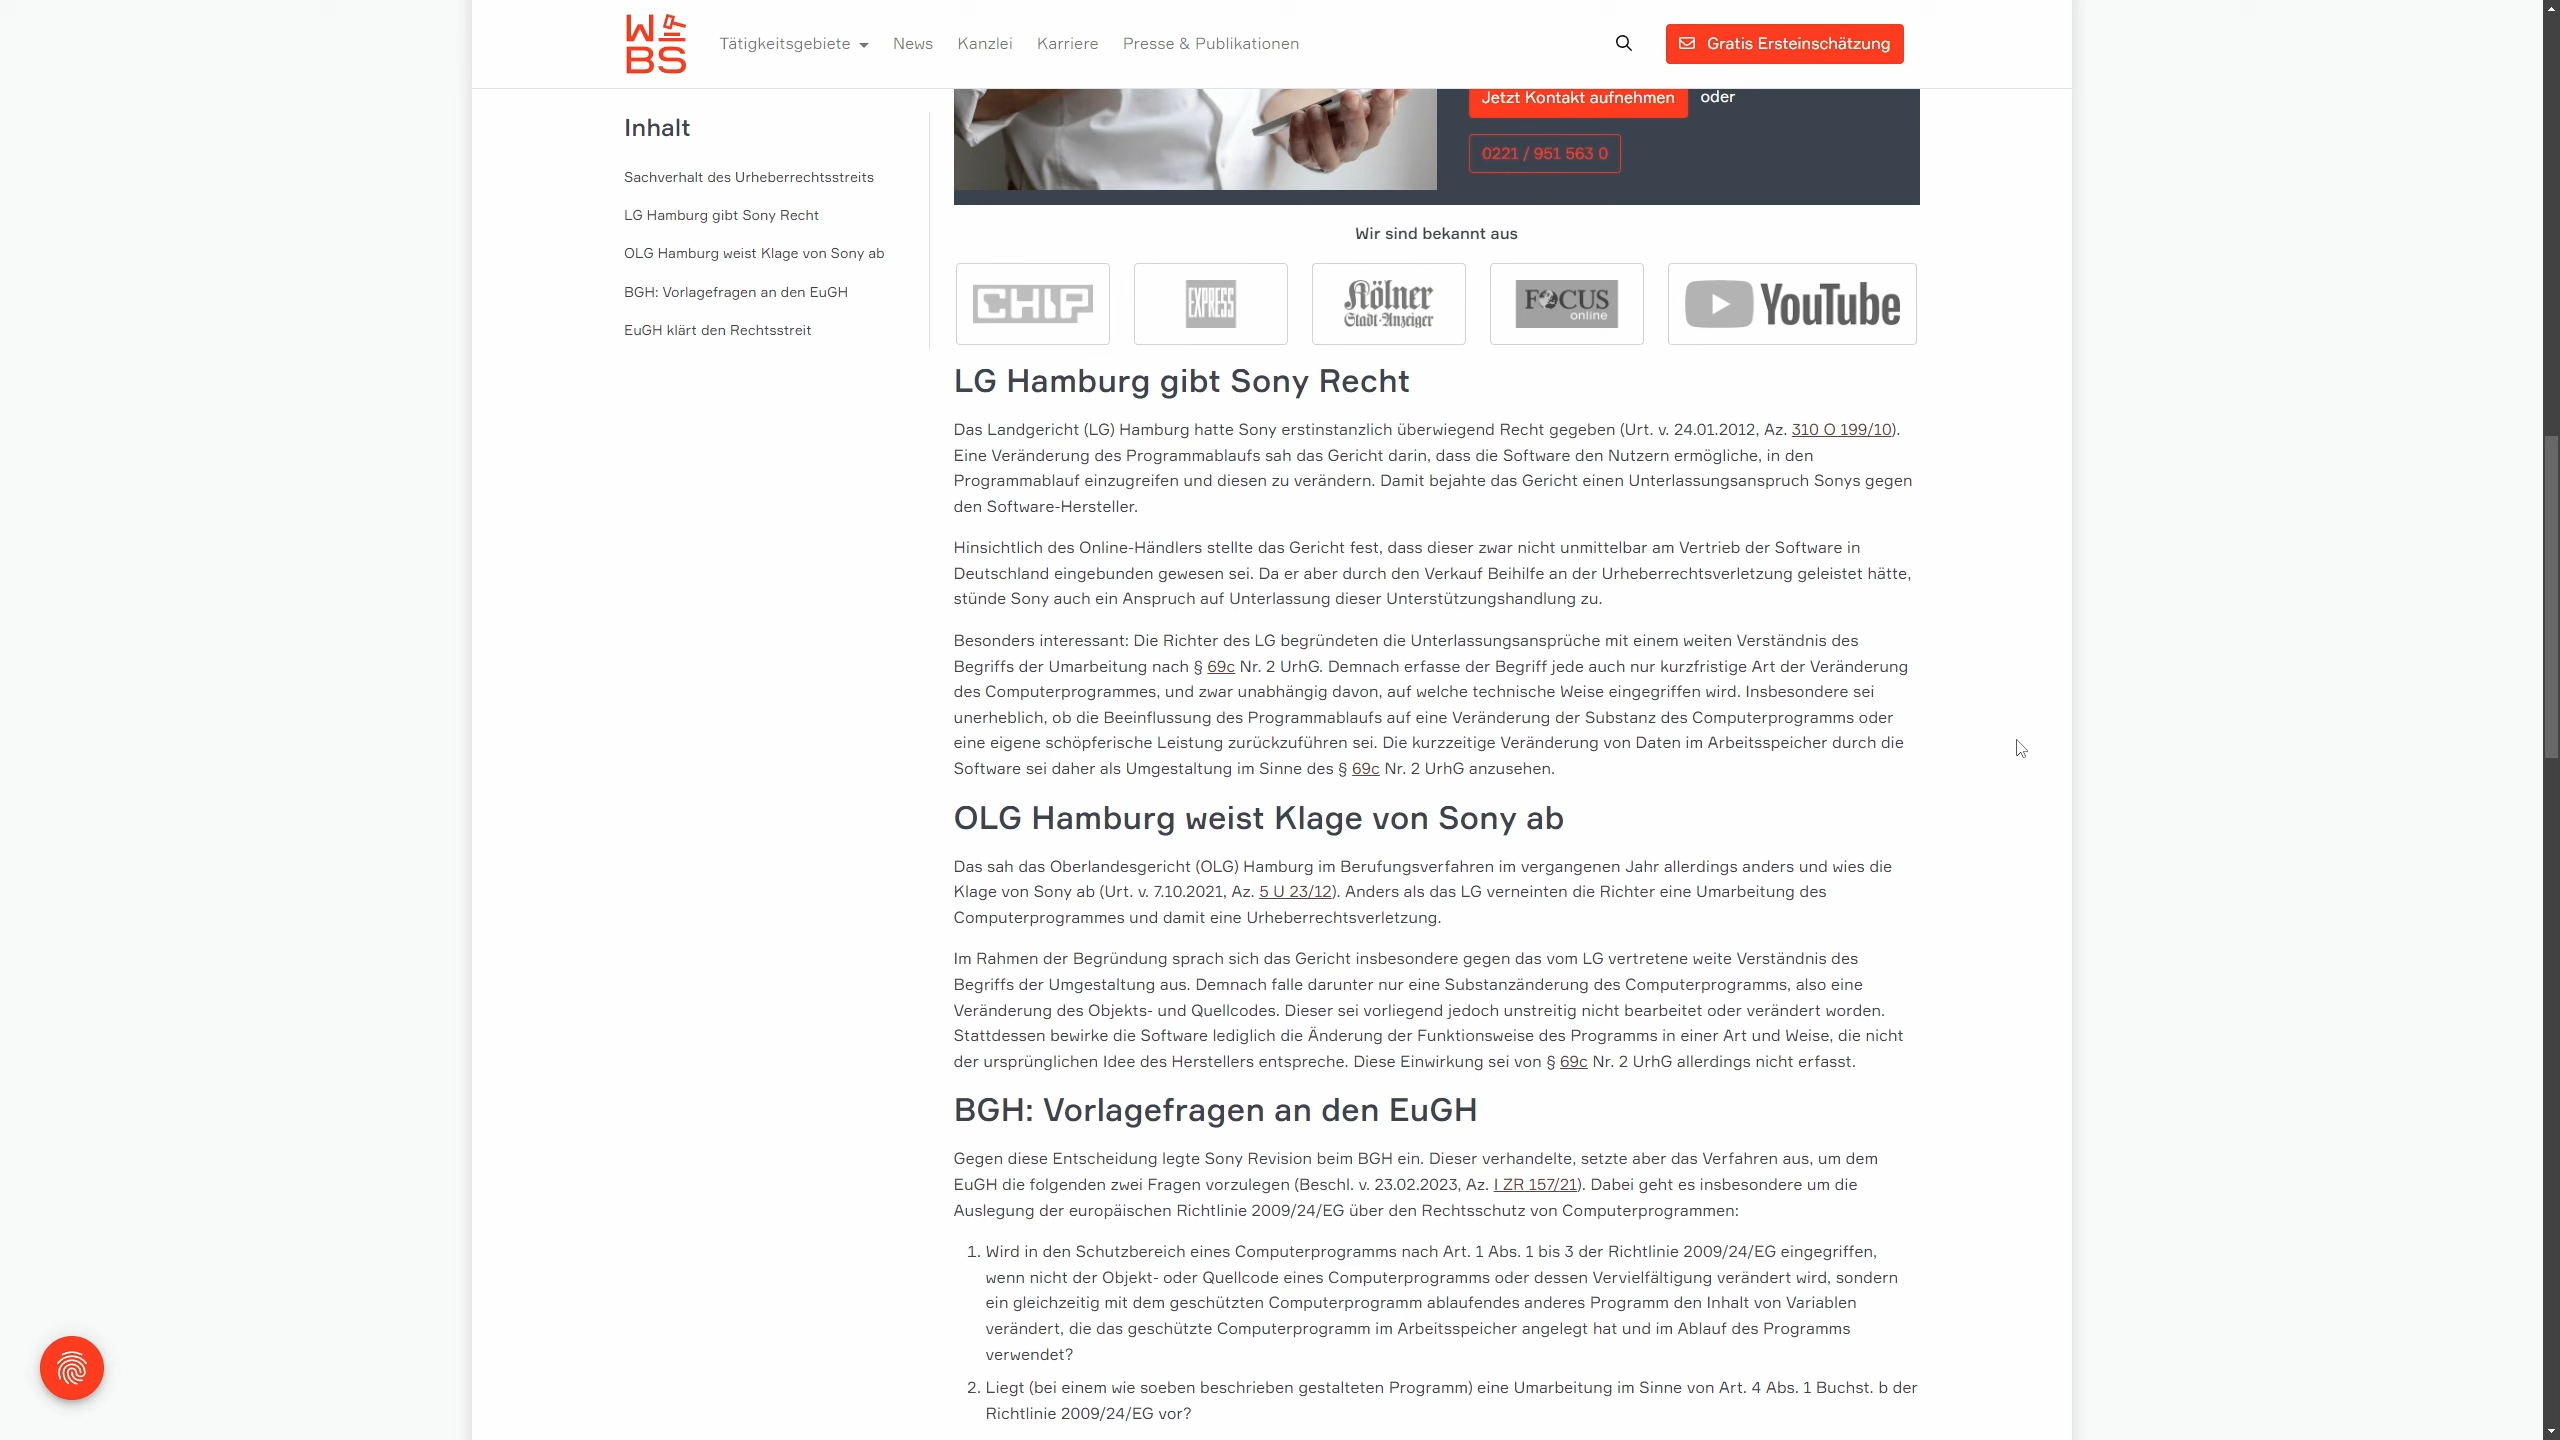 WBS
Tätigkeitsgebiete
News
Kanzlei
Karriere
Presse & Publikationen
Gratis Ersteinschätzung
Inhalt
Sachverhalt des Urheberrechtsstreits
LG Hamburg gibt Sony Recht
OLG Hamburg weist Klage von Sony ab
BGH: Vorlagefragen an den EuGH
EuGH klärt den Rechtsstreit
Jetzt Kontakt aufnehmen oder
0221 / 951 563 0
Wir sind bekannt aus
CHIP
EXPRESS
Kölner
Stadt-Anzeiger
FOCUS
online
YouTube
LG Hamburg gibt Sony Recht
Das Landgericht (LG) Hamburg hatte Sony erstinstanzlich überwiegend Recht gegeben (Urt. v. 24.01.2012, Az. 310 O 199/10).
Eine Veränderung des Programmablaufs sah das Gericht darin, dass die Software den Nutzern ermögliche, in den
Programmablauf einzugreifen und diesen zu verändern. Damit bejahte das Gericht einen Unterlassungsanspruch Sonys gegen
den Software-Hersteller.
Hinsichtlich des Online-Händlers stellte das Gericht fest, dass dieser zwar nicht unmittelbar am Vertrieb der Software in
Deutschland eingebunden gewesen sei. Da er aber durch den Verkauf Beihilfe an der Urheberrechtsverletzung geleistet hätte,
stünde Sony auch ein Anspruch auf Unterlassung dieser Unterstützungshandlung zu.
Besonders interessant: Die Richter des LG begründeten die Unterlassungsansprüche mit einem weiten Verständnis des
Begriffs der Umarbeitung nach § 69c Nr. 2 UrhG. Demnach erfasse der Begriff jede auch nur kurzfristige Art der Veränderung
des Computerprogrammes, und zwar unabhängig davon, auf welche technische Weise eingegriffen wird. Insbesondere sei
unerheblich, ob die Beeinflussung des Programmablaufs auf eine Veränderung der Substanz des Computerprogramms oder
eine eigene schöpferische Leistung zurückzuführen sei. Die kurzzeitige Veränderung von Daten im Arbeitsspeicher durch die
Software sei daher als Umgestaltung im Sinne des § 69c Nr. 2 UrhG anzusehen.
OLG Hamburg weist Klage von Sony ab
Das sah das Oberlandesgericht (OLG) Hamburg im Berufungsverfahren im vergangenen Jahr allerdings anders und wies die
Klage von Sony ab (Urt. v. 7.10.2021, Az. 5 U 23/12). Anders als das LG verneinten die Richter eine Umarbeitung des
Computerprogrammes und damit eine Urheberrechtsverletzung.
Im Rahmen der Begründung sprach sich das Gericht insbesondere gegen das vom LG vertretene weite Verständnis des
Begriffs der Umgestaltung aus. Demnach falle darunter nur eine Substanzänderung des Computerprogramms, also eine
Veränderung des Objekts- und Quellcodes. Dieser sei vorliegend jedoch unstreitig nicht bearbeitet oder verändert worden.
Stattdessen bewirke die Software lediglich die Änderung der Funktionsweise des Programms in einer Art und Weise, die nicht
der ursprünglichen Idee des Herstellers entspreche. Diese Einwirkung sei von § 69c Nr. 2 UrhG allerdings nicht erfasst.
BGH: Vorlagefragen an den EuGH
Gegen diese Entscheidung legte Sony Revision beim BGH ein. Dieser verhandelte, setzte aber das Verfahren aus, um dem
EuGH die folgenden zwei Fragen vorzulegen (Beschl. v. 23.02.2023, Az. I ZR 157/21). Dabei geht es insbesondere um die
Auslegung der europäischen Richtlinie 2009/24/EG über den Rechtsschutz von Computerprogrammen:
1. Wird in den Schutzbereich eines Computerprogramms nach Art. 1 Abs. 1 bis 3 der Richtlinie 2009/24/EG eingegriffen,
wenn nicht der Objekt- oder Quellcode eines Computerprogramms oder dessen Vervielfältigung verändert wird, sondern
ein gleichzeitig mit dem geschützten Computerprogramm ablaufendes anderes Programm den Inhalt von Variablen
verändert, die das geschützte Computerprogramm im Arbeitsspeicher angelegt hat und im Ablauf des Programms
verwendet?
2. Liegt (bei einem wie soeben beschrieben gestalteten Programm) eine Umarbeitung im Sinne von Art. 4 Abs. 1 Buchst. b der
Richtlinie 2009/24/EG vor?